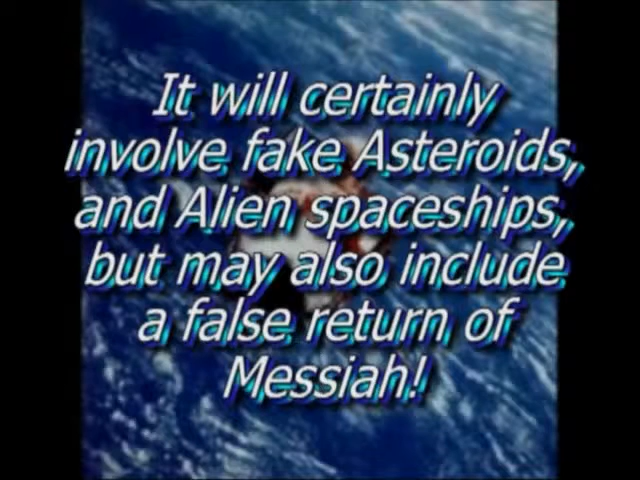 It will certainly
involve fake Asteroids,
and Alien spaceships,
but may also include
a false return of
Messiah!